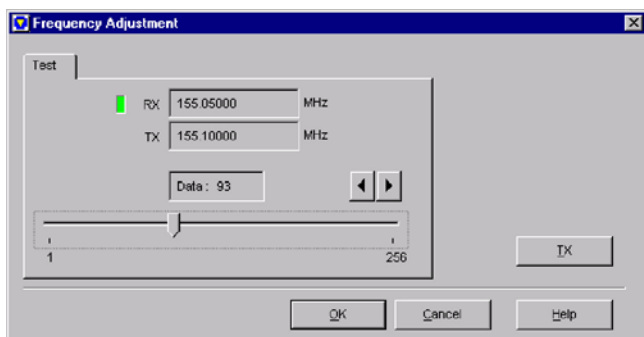 Frequency Adjustment
Test
RX 155.05000 MHz
TX 155.10000 MHz
Data : 93
1 256
TX
OK Cancel Help